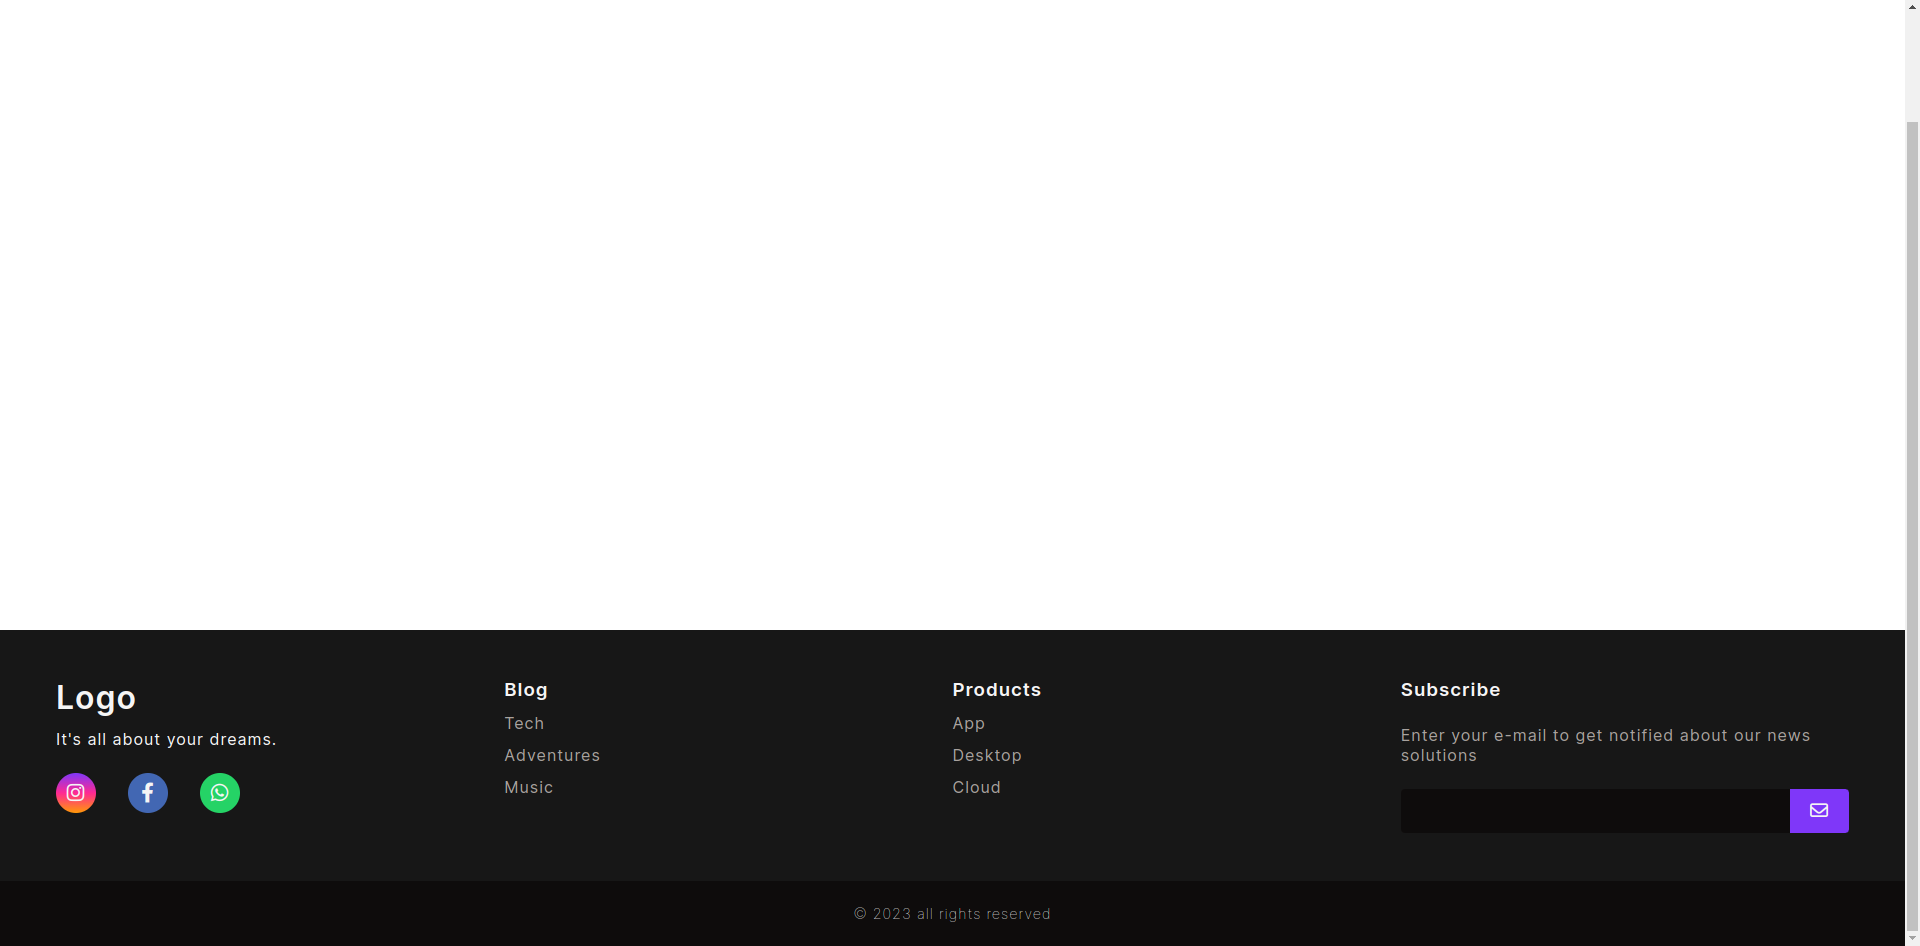 Logo
It's all about your dreams.
Blog
Tech
Adventures
Music
Products
App
Desktop
Cloud
Subscribe
Enter your e-mail to get notified about our news
solutions
© 2023 all rights reserved